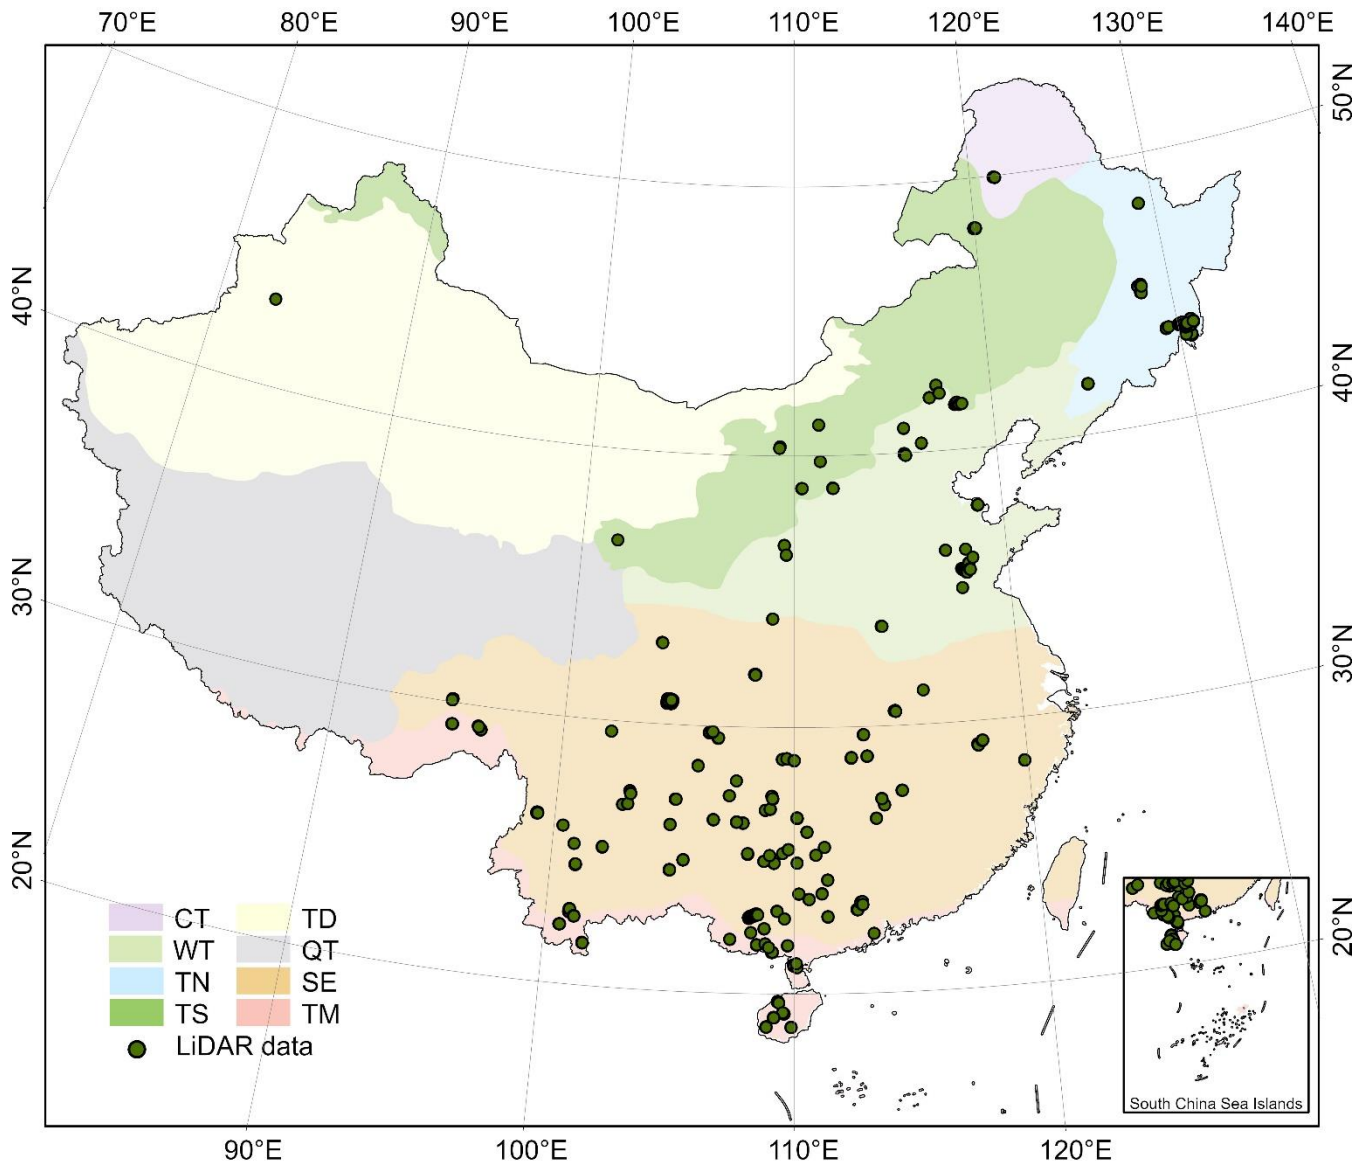 70°E 80°E 90°E 100°E 110°E 120°E 130°E 140°E
50°N
40°N
40°N
30°N
30°N
20°N
20°N
CT TD
WT QT
TN SE
TS TM
LiDAR data
South China Sea Islands
90°E 100°E 110°E 120°E